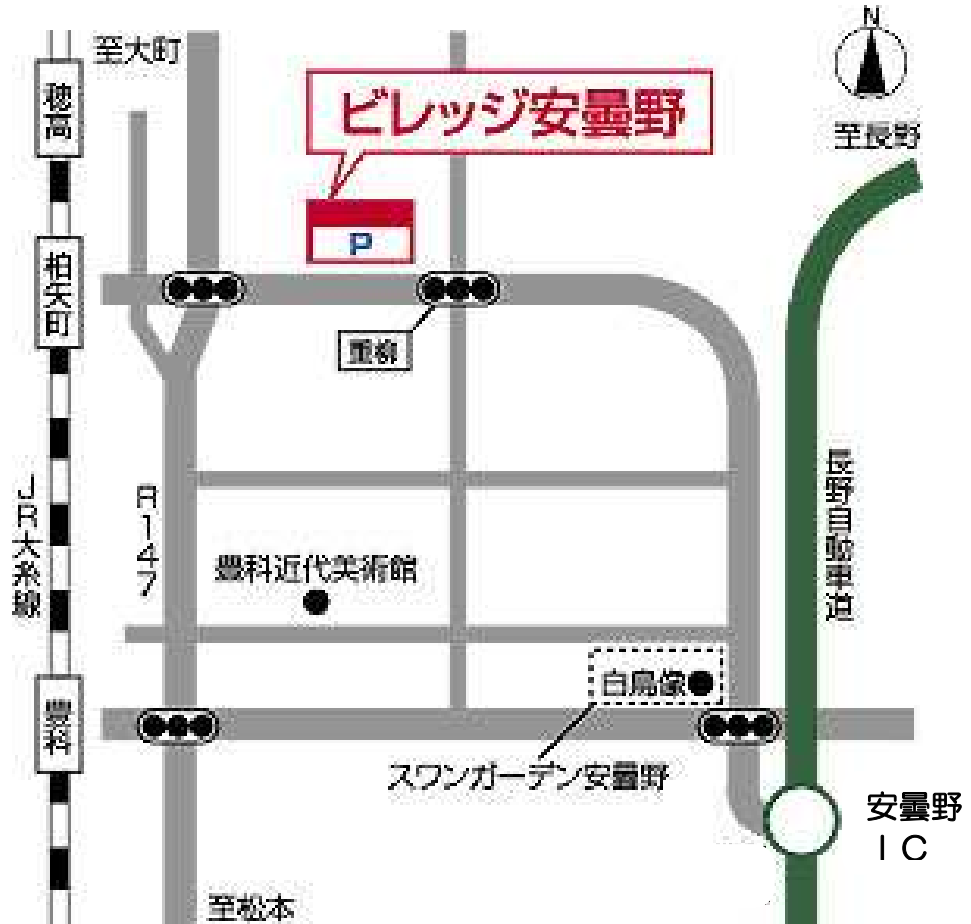 N
至大町
穂高
ビレッジ安曇野
至長野
P
柏矢町
重柳
JR大糸線
R147
長野自動車道
豊科近代美術館
白鳥像
豊科
スワンガーデン安曇野
安曇野
IC
至松本